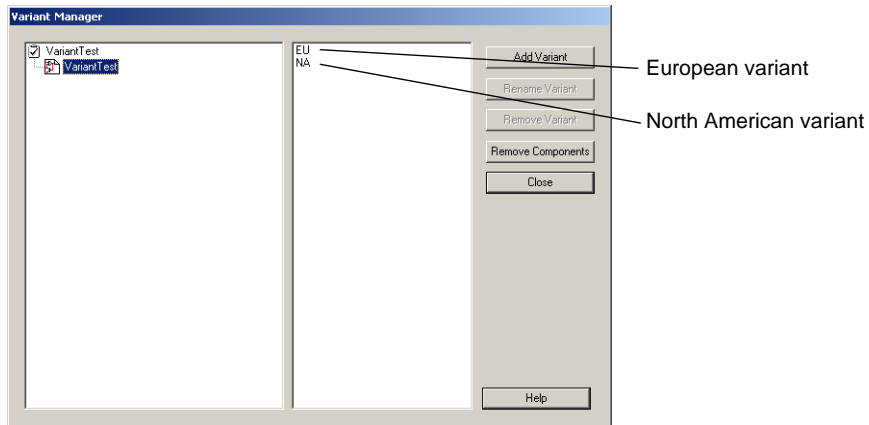 Variant Manager
VariantTest
VariantTest
EU
NA
Add Variant
Rename Variant
Remove Variant
Remove Components
Close
Help
European variant
North American variant